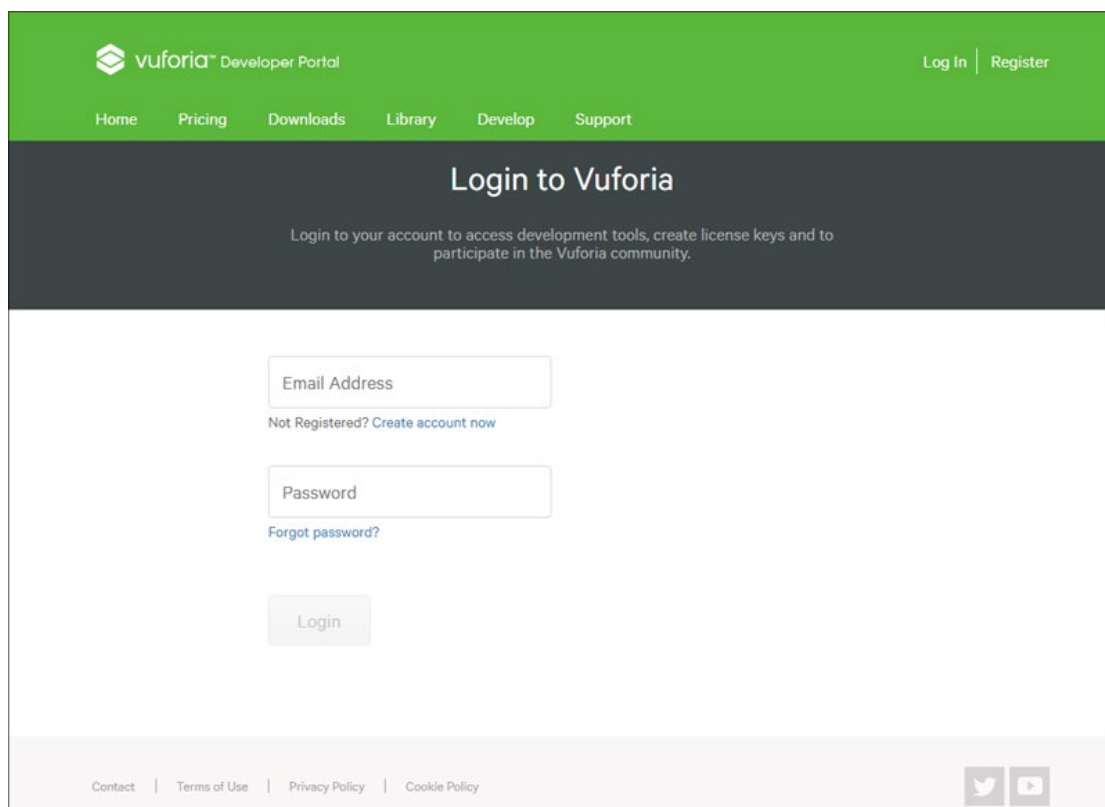 vuforia™ Developer Portal
Log In | Register
Home Pricing Downloads Library Develop Support
Login to Vuforia
Login to your account to access development tools, create license keys and to
participate in the Vuforia community.
Email Address
Not Registered? Create account now
Password
Forgot password?
Login
Contact | Terms of Use | Privacy Policy | Cookie Policy